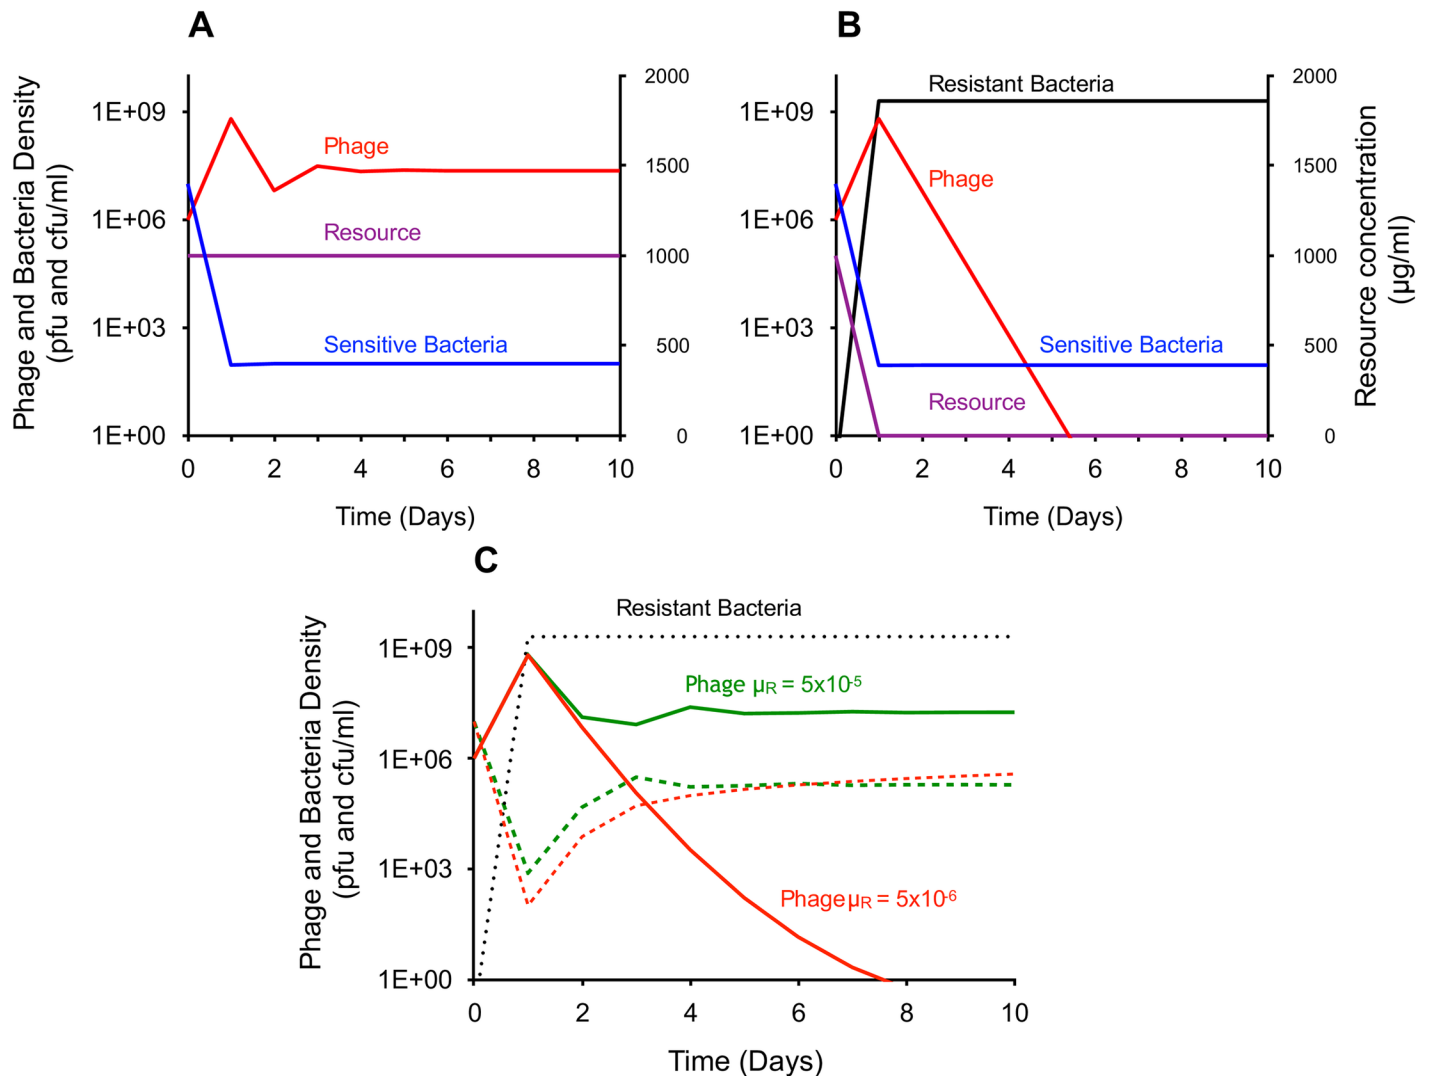 A
Phage and Bacteria Density
(pfu and cfu/ml)
1E+09
1E+06
1E+03
1E+00
2000
1500
1000
500
0
Phage
Resource
Sensitive Bacteria
0 2 4 6 8 10
Time (Days)
B
1E+09
1E+06
1E+03
1E+00
2000
1500
1000
500
0
Resource concentration
(µg/ml)
Resistant Bacteria
Phage
Sensitive Bacteria
Resource
0 2 4 6 8 10
Time (Days)
C
Phage and Bacteria Density
(pfu and cfu/ml)
1E+09
1E+06
1E+03
1E+00
Resistant Bacteria
Phage µR = 5x10-5
Phage µR = 5x10-6
0 2 4 6 8 10
Time (Days)